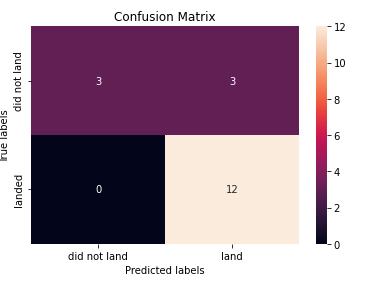 Confusion Matrix
True labels
did not land
3 3
landed
0 12
did not land land
Predicted labels
12
10
8
6
4
2
0